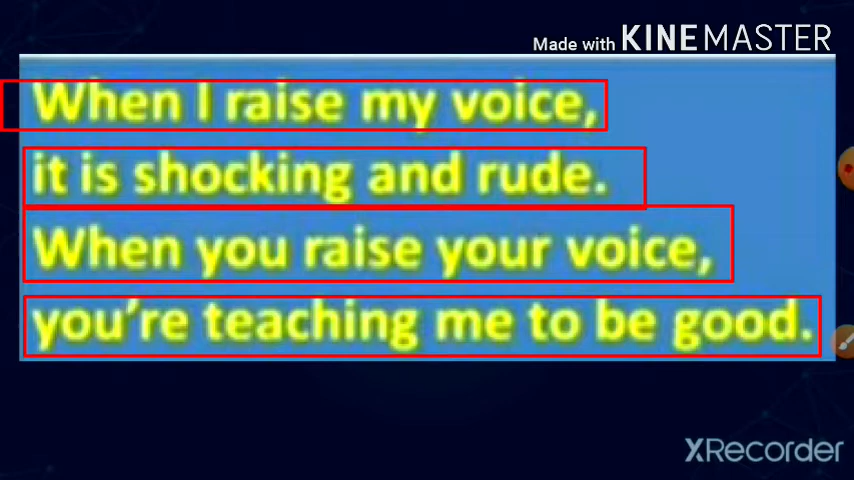 Made with KINEMASTER
When I raise my voice,
it is shocking and rude.
When you raise your voice,
you're teaching me to be good.
XRecorder